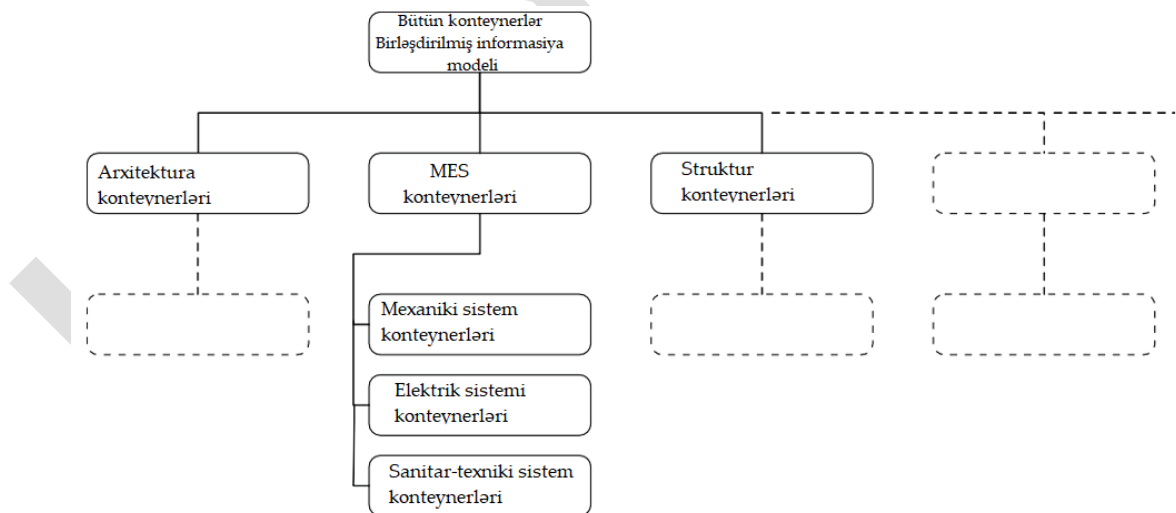 Bütün konteynerlər
Birləşdirilmiş informasiya
modeli
Arxitektura
konteynerləri
MES
konteynerləri
Struktur
konteynerləri
Mexaniki sistem
konteynerləri
Elektrik sistemi
konteynerləri
Sanitar-texniki sistem
konteynerləri